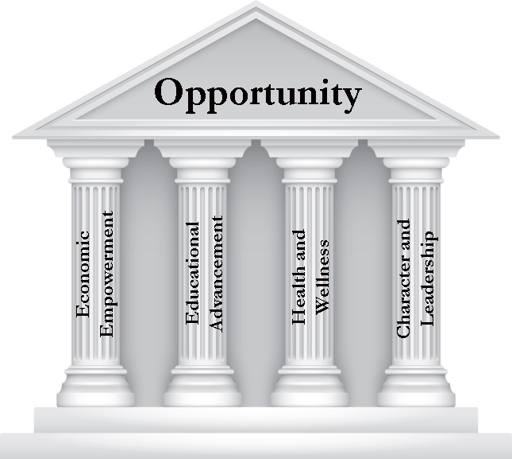 Opportunity
Economic
Empowerment
Educational
Advancement
Health and
Wellness
Character and
Leadership